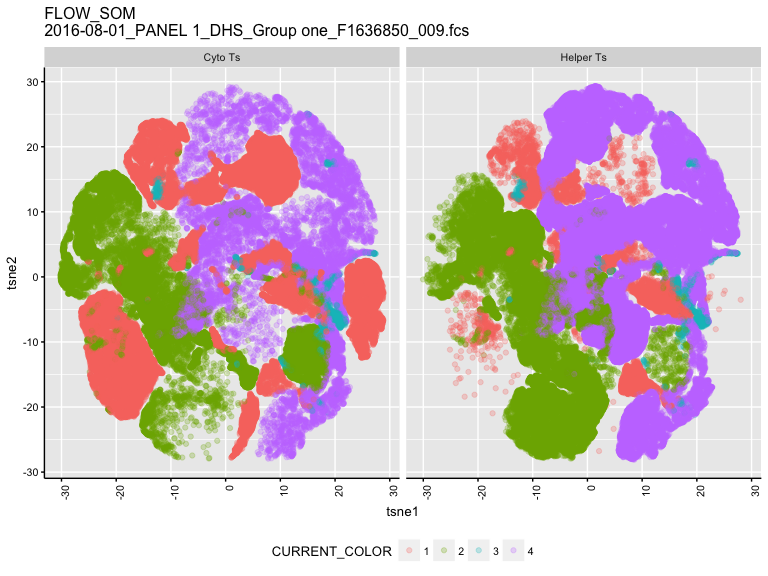 FLOW_SOM
2016-08-01_PANEL 1_DHS_Group one_F1636850_009.fcs
Cyto Ts Helper Ts
30
20
10
0
-10
-20
-30
tsne2
-30 -20 -10 0 10 20 30 -30 -20 -10 0 10 20 30
tsne1
CURRENT_COLOR 1 2 3 4